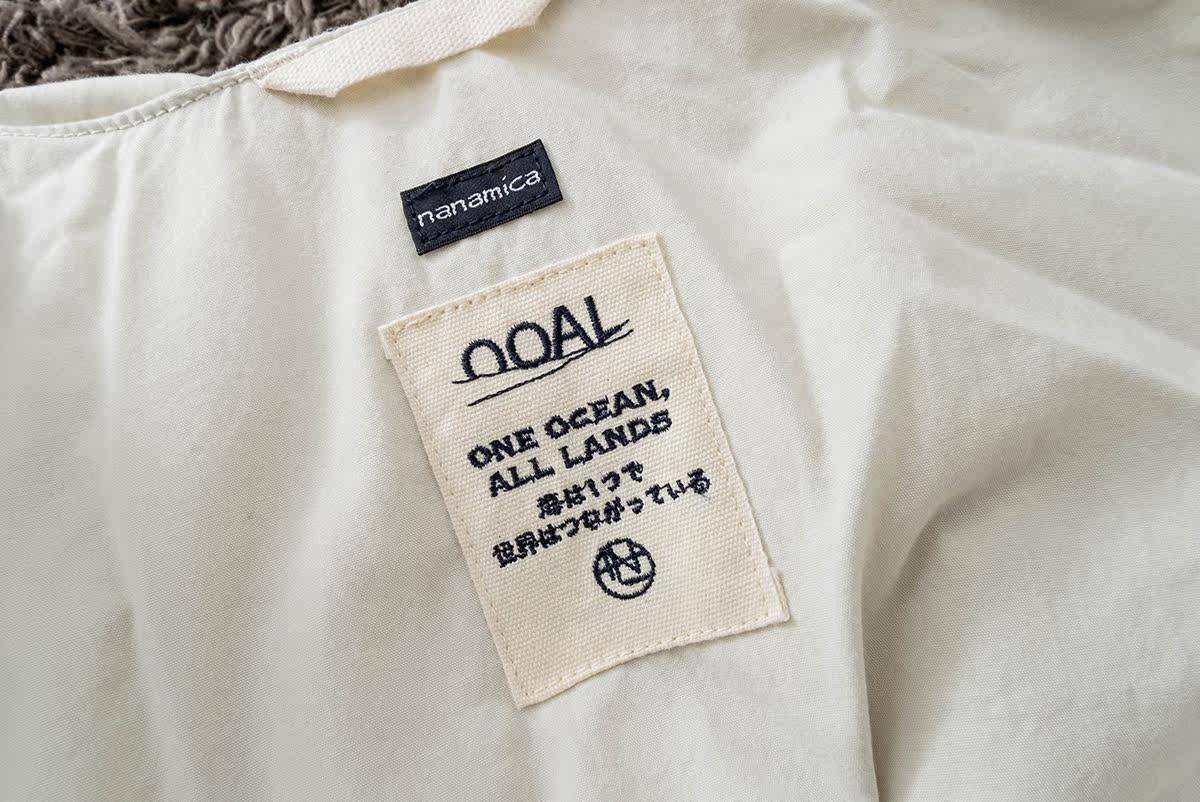 nanamica
OOAL
ONE OCEAN,
ALL LANDS
海は1つで
世界はつながっている